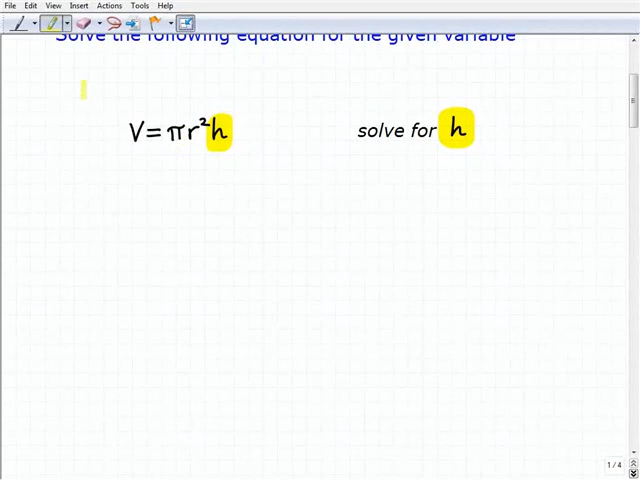 File Edit View Insert Actions Tools Help
Solve the following equation for the given variable
V=πr²h solve for h
1 / 4